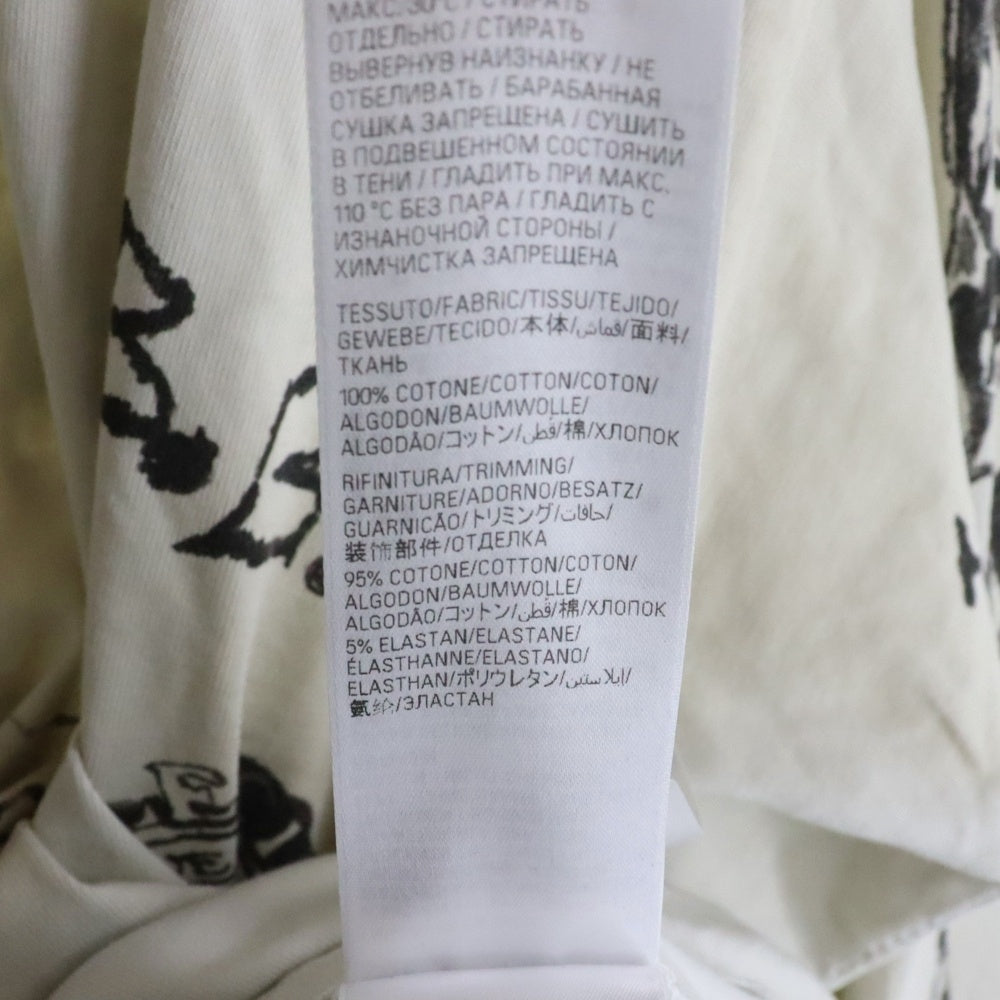 МАКС. 30°C / СТИРАТЬ
ОТДЕЛЬНО / СТИРАТЬ
ВЫВЕРНУВ НАИЗНАНКУ / НЕ
ОТБЕЛИВАТЬ / БАРАБАННАЯ
СУШКА ЗАПРЕЩЕНА / СУШИТЬ
В ПОДВЕШЕННОМ СОСТОЯНИИ
В ТЕНИ / ГЛАДИТЬ ПРИ МАКС.
110 °C БЕЗ ПАРА / ГЛАДИТЬ С
ИЗНАНОЧНОЙ СТОРОНЫ /
ХИМЧИСТКА ЗАПРЕЩЕНА
TESSUTO/FABRIC/TISSU/TEJIDO/
GEWEBE/TECIDO/本体/قماش/面料/
ТКАНЬ
100% COTONE/COTTON/COTON/
ALGODON/BAUMWOLLE/
ALGODÃO/コットン/قطن/棉/ХЛОПОК
RIFINITURA/TRIMMING/
GARNITURE/ADORNO/BESATZ/
GUARNICÃO/トリミング/حافات/
装饰部件/ОТДЕЛКА
95% COTONE/COTTON/COTON/
ALGODON/BAUMWOLLE/
ALGODÃO/コットン/قطن/棉/ХЛОПОК
5% ELASTAN/ELASTANE/
ÉLASTHANNE/ELASTANO/
ELASTHAN/ポリウレタン/إيلاستين/
氨纶/ЭЛАСТАН